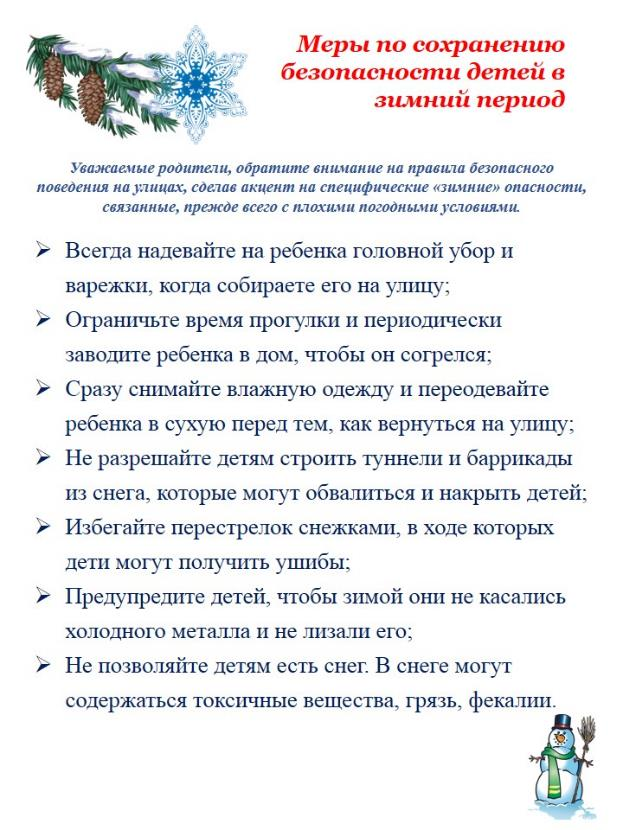 Меры по сохранению
безопасности детей в
зимний период
Уважаемые родители, обратите внимание на правила безопасного
поведения на улицах, сделав акцент на специфические «зимние» опасности,
связанные, прежде всего с плохими погодными условиями.
Всегда надевайте на ребенка головной убор и
варежки, когда собираете его на улицу;
Ограничьте время прогулки и периодически
заводите ребенка в дом, чтобы он согрелся;
Сразу снимайте влажную одежду и переодевайте
ребенка в сухую перед тем, как вернуться на улицу;
Не разрешайте детям строить туннели и баррикады
из снега, которые могут обвалиться и накрыть детей;
Избегайте перестрелок снежками, в ходе которых
дети могут получить ушибы;
Предупредите детей, чтобы зимой они не касались
холодного металла и не лизали его;
Не позволяйте детям есть снег. В снеге могут
содержаться токсичные вещества, грязь, фекалии.